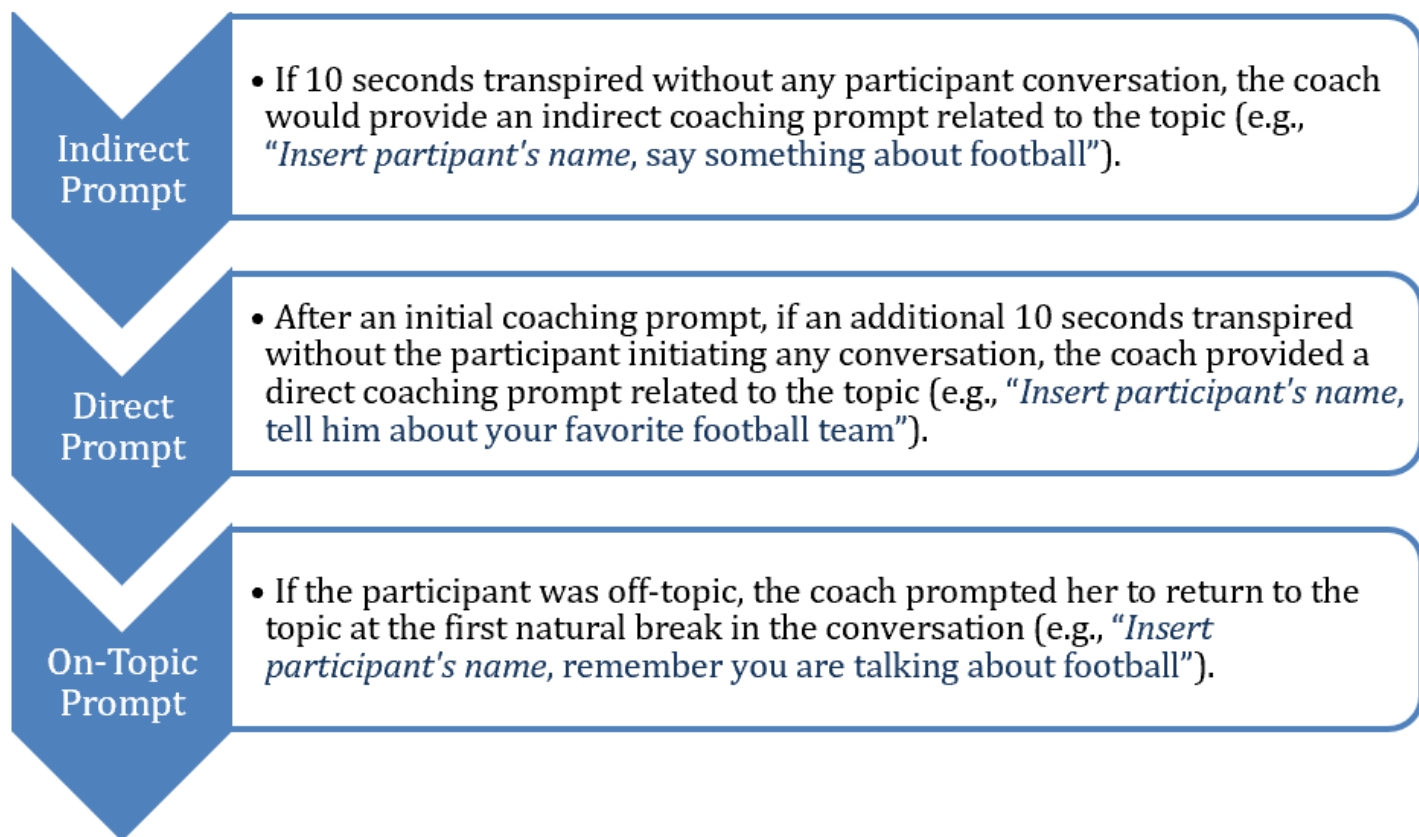 Indirect
Prompt
• If 10 seconds transpired without any participant conversation, the coach
would provide an indirect coaching prompt related to the topic (e.g.,
“Insert partipant's name, say something about football”).
Direct
Prompt
• After an initial coaching prompt, if an additional 10 seconds transpired
without the participant initiating any conversation, the coach provided a
direct coaching prompt related to the topic (e.g., “Insert participant's name,
tell him about your favorite football team”).
On-Topic
Prompt
• If the participant was off-topic, the coach prompted her to return to the
topic at the first natural break in the conversation (e.g., “Insert
participant's name, remember you are talking about football”).